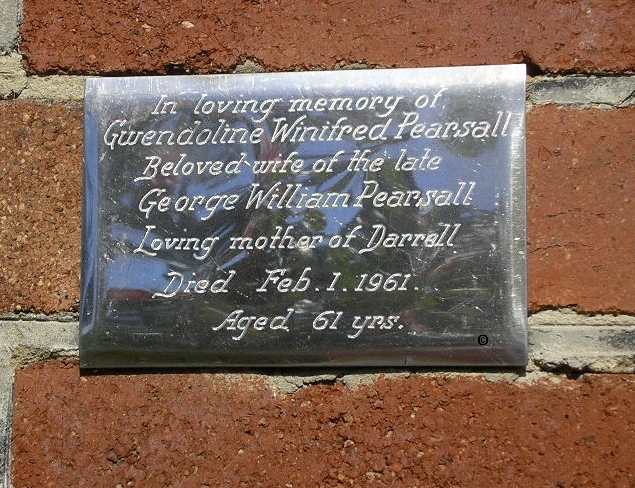 In loving memory of
Gwendoline Winifred Pearsall
Beloved wife of the late
George William Pearsall
Loving mother of Darrell
Died Feb. 1. 1961.
Aged 61 yrs.
©